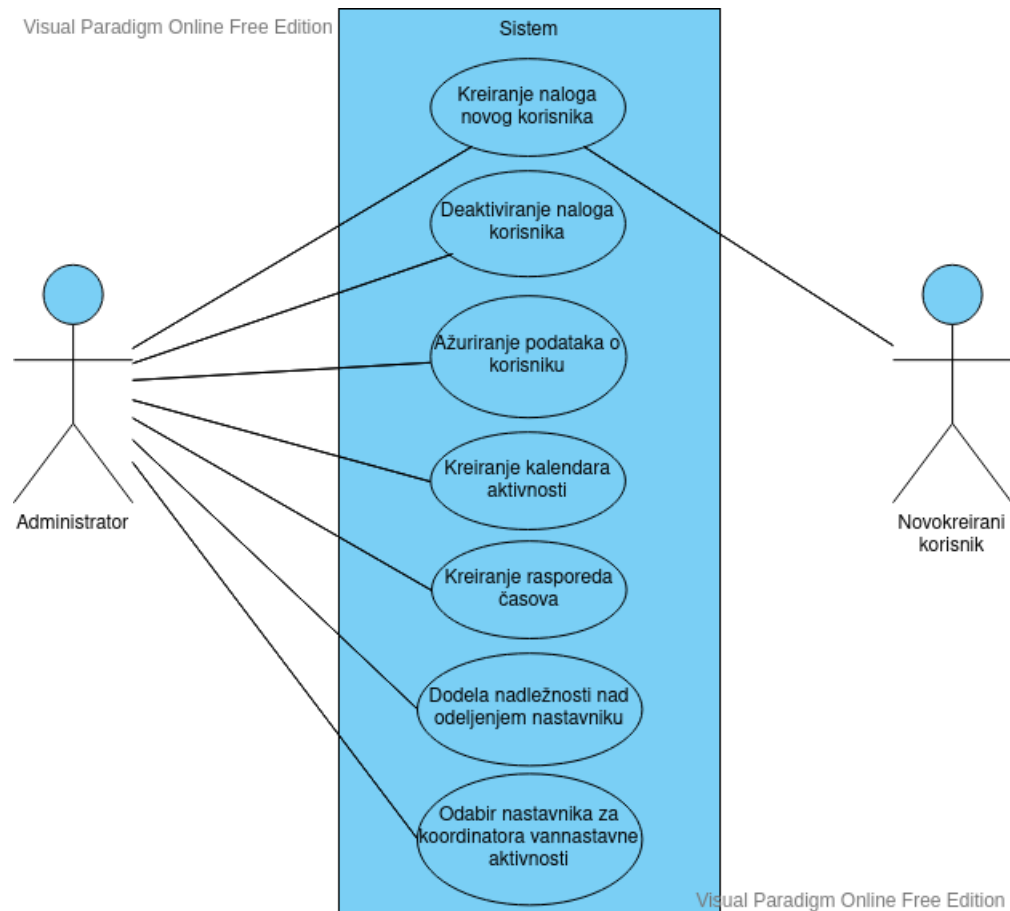 Visual Paradigm Online Free Edition
Sistem
Kreiranje naloga
novog korisnika
Deaktiviranje naloga
korisnika
Ažuriranje podataka o
korisniku
Kreiranje kalendara
aktivnosti
Administrator
Novokreirani
korisnik
Kreiranje rasporeda
časova
Dodela nadležnosti nad
odeljenjem nastavniku
Odabir nastavnika za
koordinatora vannastavne
aktivnosti
Visual Paradigm Online Free Edition